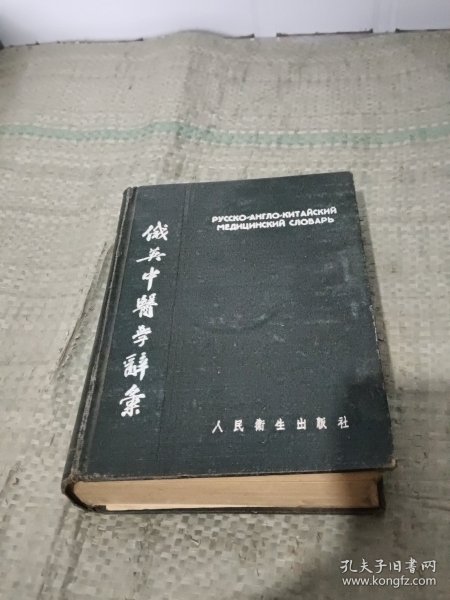 РУССКО-АНГЛО-КИТАЙСКИЙ
МЕДИЦИНСКИЙ СЛОВАРЬ
俄英中醫学辭彙
人民衛生出版社
孔夫子旧书网
www.kongfz.com